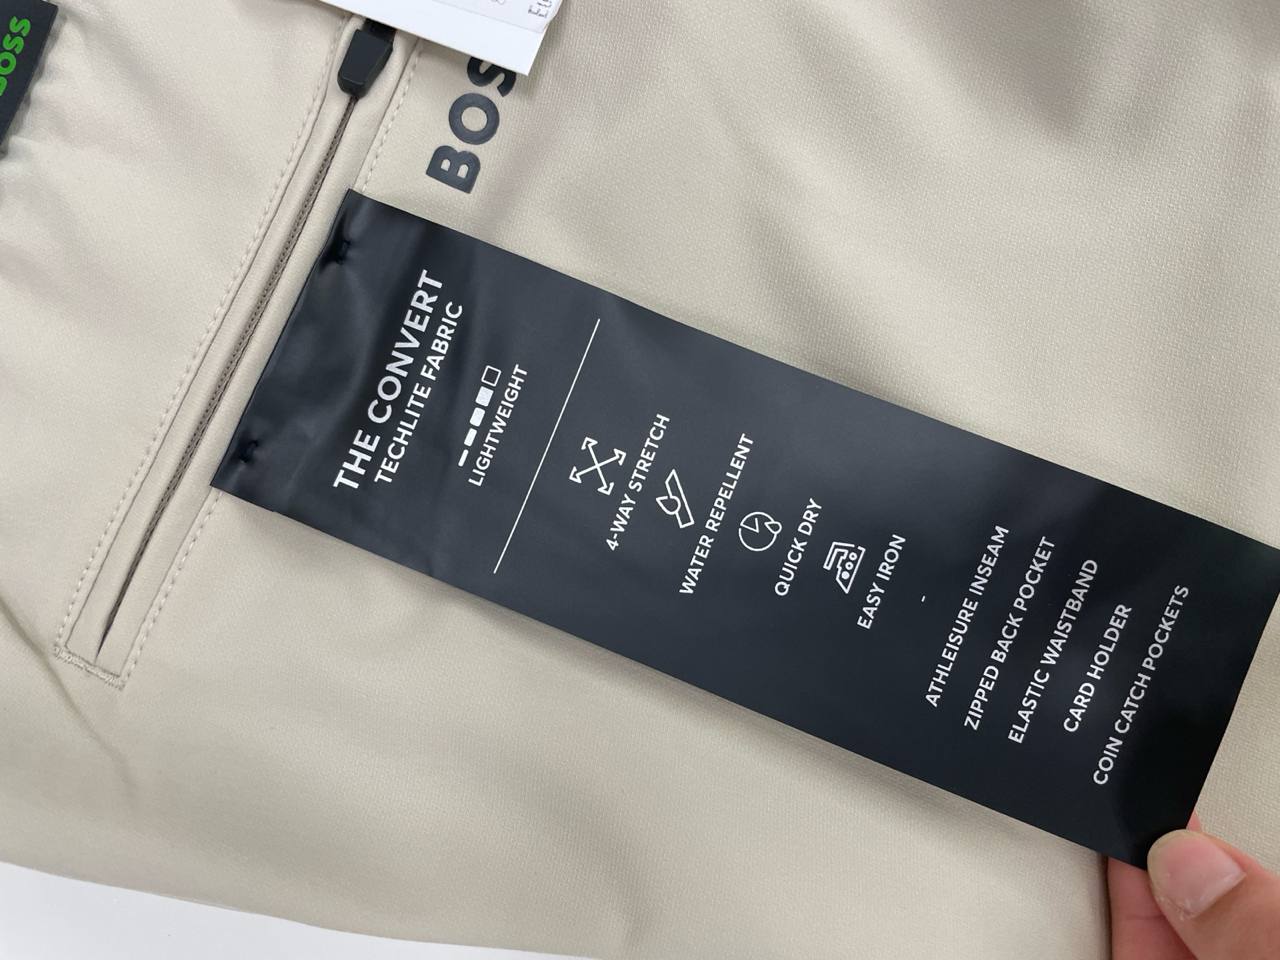 BOSS
BOS
THE CONVERT
TECHLITE FABRIC
LIGHTWEIGHT
4-WAY STRETCH
WATER REPELLENT
QUICK DRY
EASY IRON
-
ATHLEISURE INSEAM
ZIPPED BACK POCKET
ELASTIC WAISTBAND
CARD HOLDER
COIN CATCH POCKETS